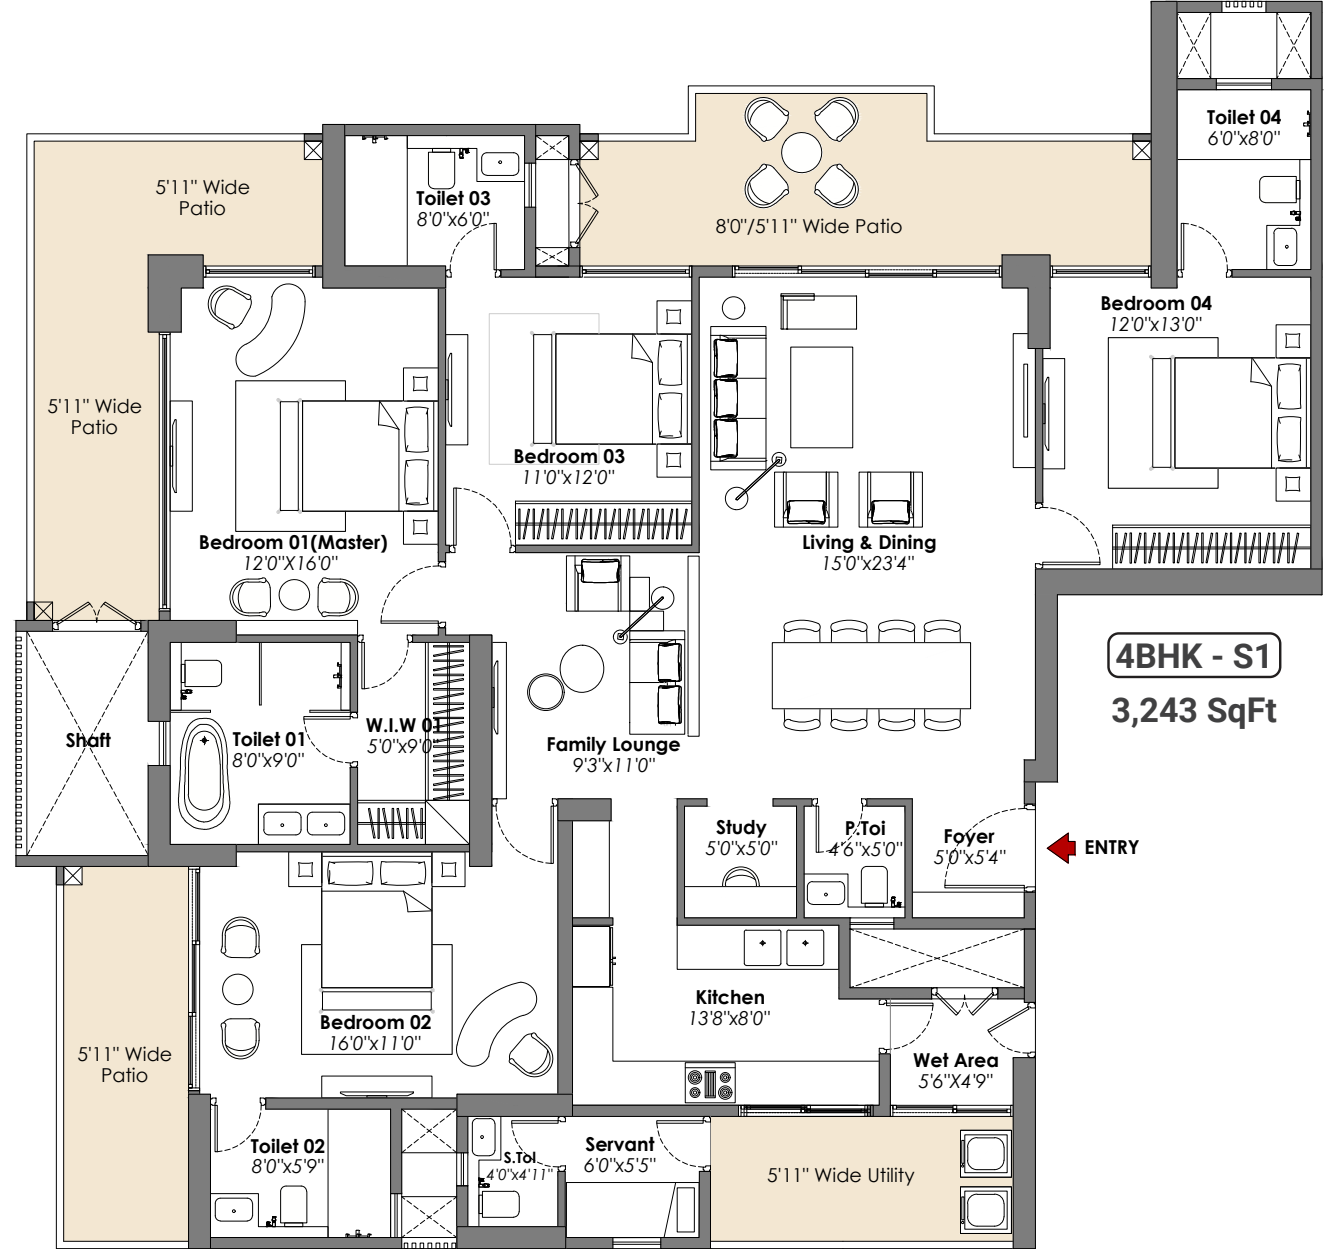 Toilet 04
6'0"x8'0"
5'11" Wide
Patio
Toilet 03
8'0"x6'0"
8'0"/5'11" Wide Patio
Bedroom 04
12'0"x13'0"
5'11" Wide
Patio
Bedroom 03
11'0"x12'0"
Bedroom 01(Master)
12'0"X16'0"
Living & Dining
15'0"x23'4"
4BHK - S1
3,243 SqFt
Shaft
Toilet 01
8'0"x9'0"
W.I.W 01
5'0"x9'0"
Family Lounge
9'3"x11'0"
Study
5'0"x5'0"
P.Toi
4'6"x5'0"
Foyer
5'0"x5'4"
ENTRY
Kitchen
13'8"x8'0"
Bedroom 02
16'0"x11'0"
5'11" Wide
Patio
Wet Area
5'6"X4'9"
Toilet 02
8'0"x5'9"
S.Toi
4'0"x4'11"
Servant
6'0"x5'5"
5'11" Wide Utility